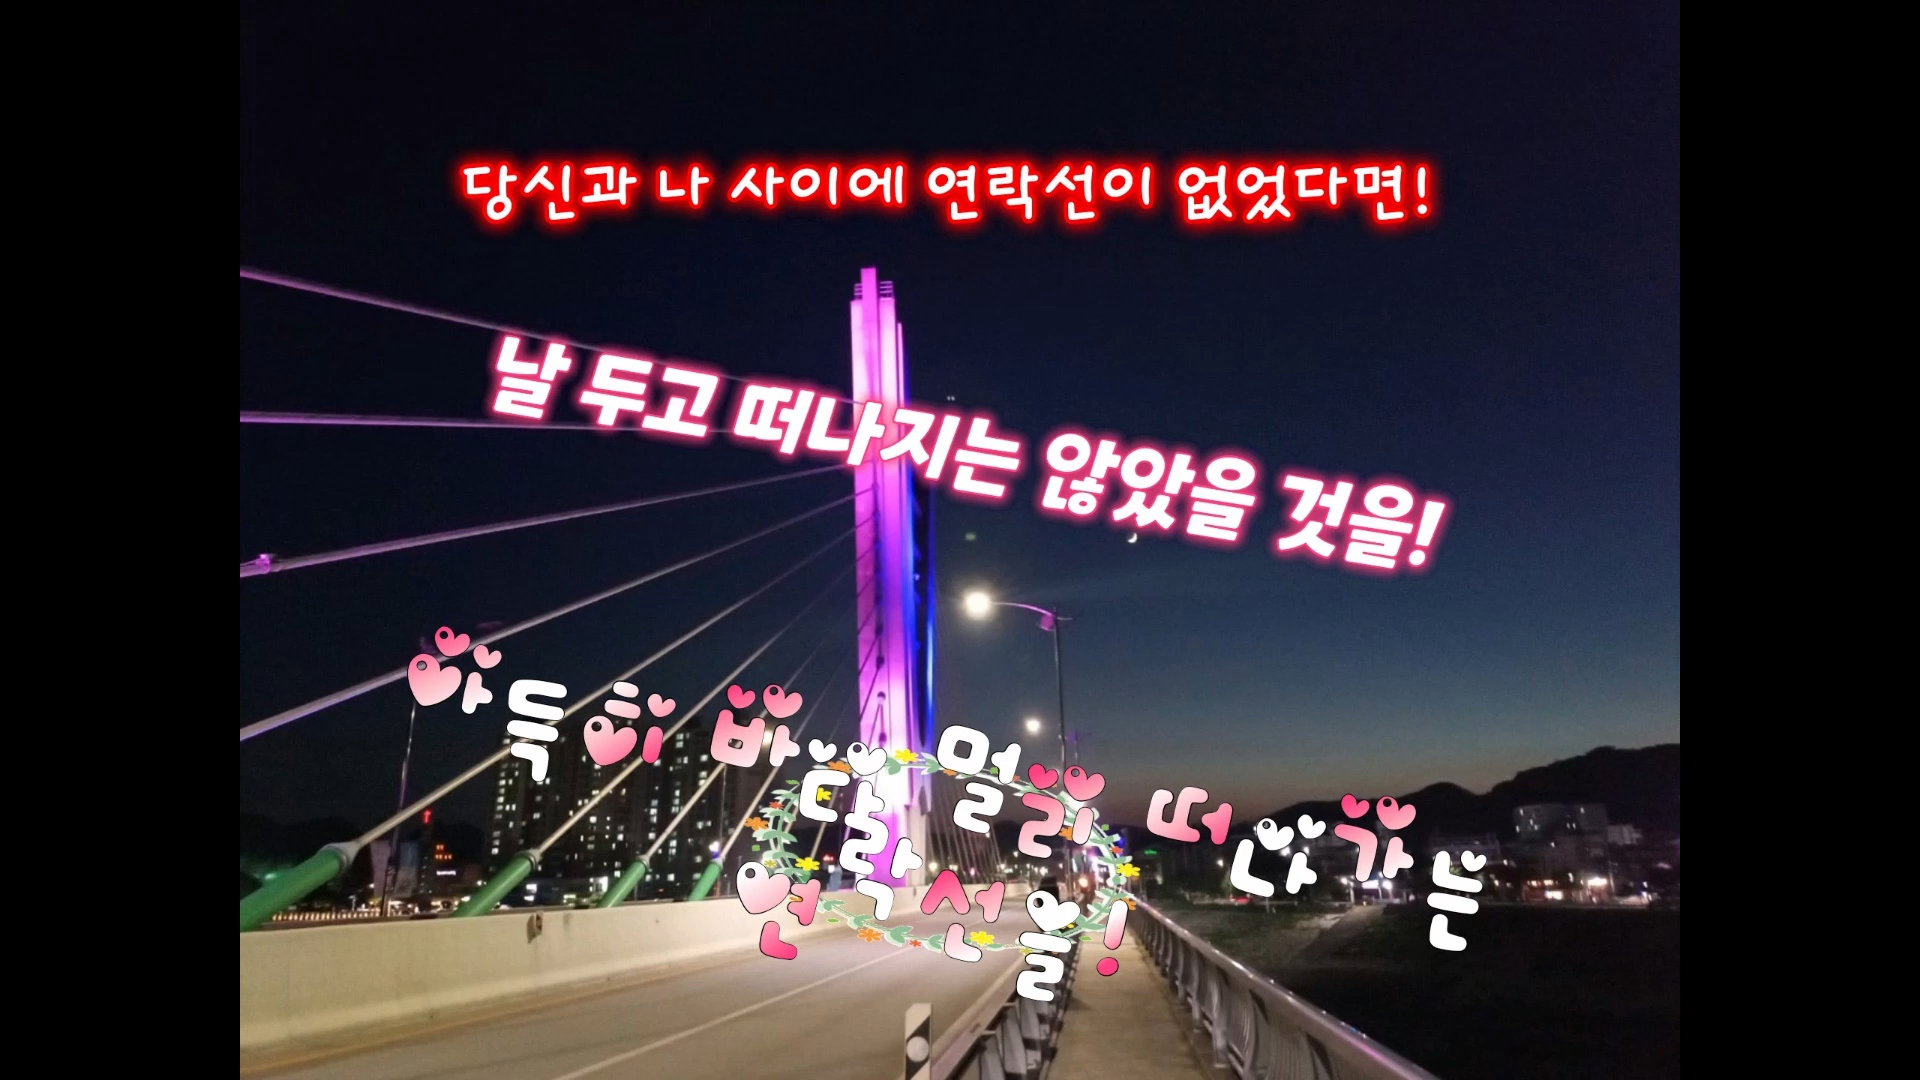 당신과 나 사이에 연락선이 없었다면!
날 두고 떠나지는 않았을 것을!
아득히 바다 멀리 떠나가는
연락선을!